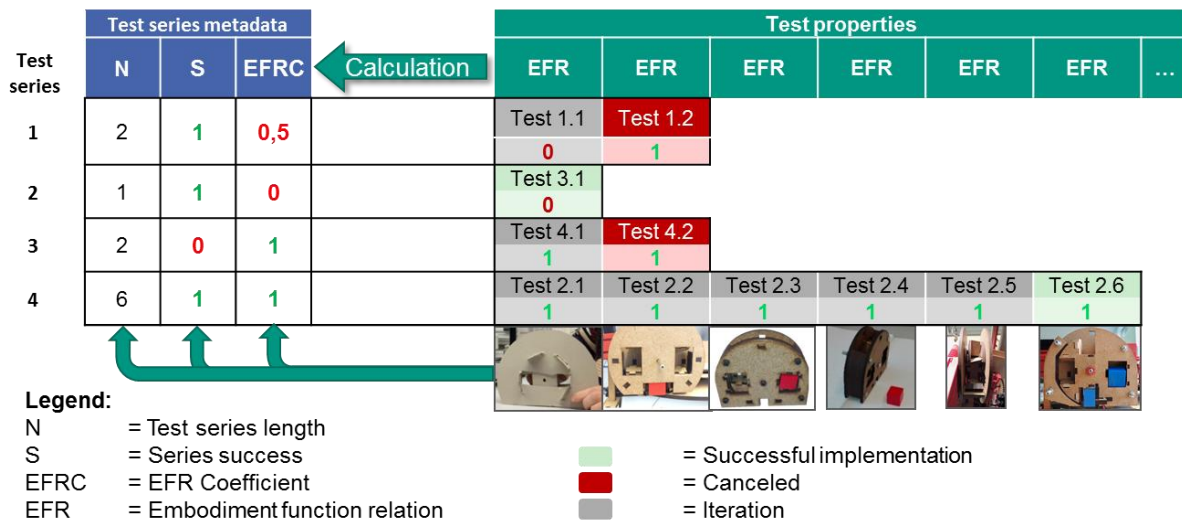 Test series metadata Test properties
Test series N S EFRC Calculation EFR EFR EFR EFR EFR EFR ...
1 2 1 0,5 Test 1.1 Test 1.2
0 1
2 1 1 0 Test 3.1
0
3 2 0 1 Test 4.1 Test 4.2
1 1
4 6 1 1 Test 2.1 Test 2.2 Test 2.3 Test 2.4 Test 2.5 Test 2.6
1 1 1 1 1 1
Legend:
N = Test series length
S = Series success
EFRC = EFR Coefficient
EFR = Embodiment function relation
= Successful implementation
= Canceled
= Iteration